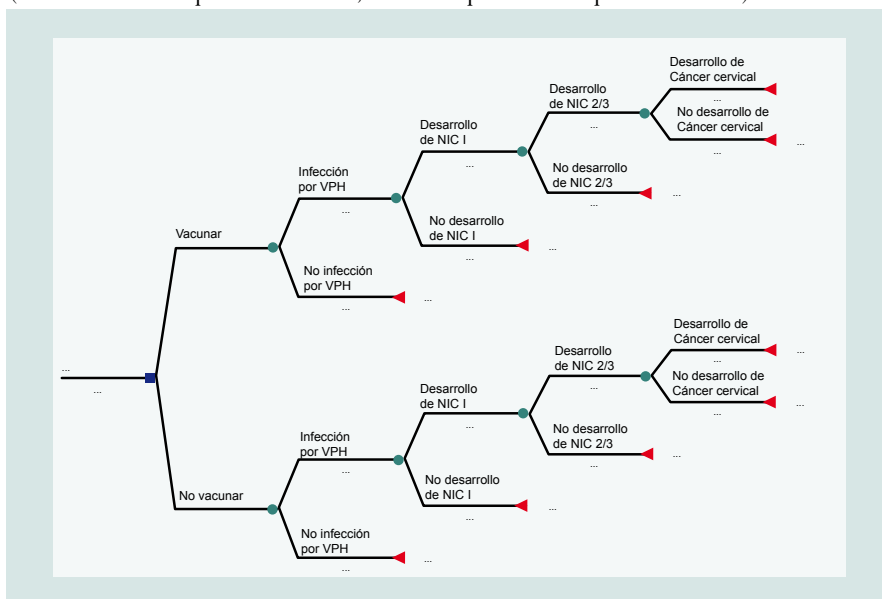 Desarrollo de
Cáncer cervical
...
No desarrollo de
Cáncer cervical
...
...
Desarrollo
de NIC 2/3
...
No desarrollo
de NIC 2/3
...
...
Desarrollo
de NIC I
...
No desarrollo
de NIC I
...
...
Infección
por VPH
...
No infección
por VPH
...
...
Vacunar
...
...
No vacunar
Infección
por VPH
...
No infección
por VPH
...
...
Desarrollo
de NIC I
...
No desarrollo
de NIC I
...
...
Desarrollo
de NIC 2/3
...
No desarrollo
de NIC 2/3
...
...
Desarrollo de
Cáncer cervical
...
...
No desarrollo de
Cáncer cervical
...
...